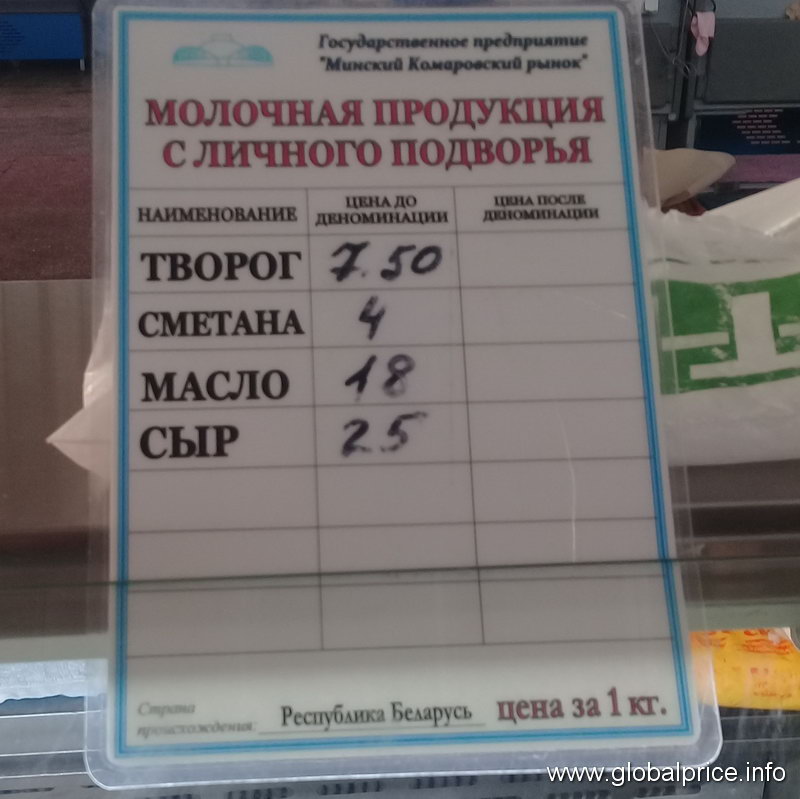 Государственное предприятие
"Минский Комаровский рынок"
МОЛОЧНАЯ ПРОДУКЦИЯ
С ЛИЧНОГО ПОДВОРЬЯ
НАИМЕНОВАНИЕ ЦЕНА ДО ДЕНОМИНАЦИИ ЦЕНА ПОСЛЕ ДЕНОМИНАЦИИ
ТВОРОГ 7.50
СМЕТАНА 4
МАСЛО 18
СЫР 25
Страна
происхождения: Республика Беларусь цена за 1 кг.
www.globalprice.info